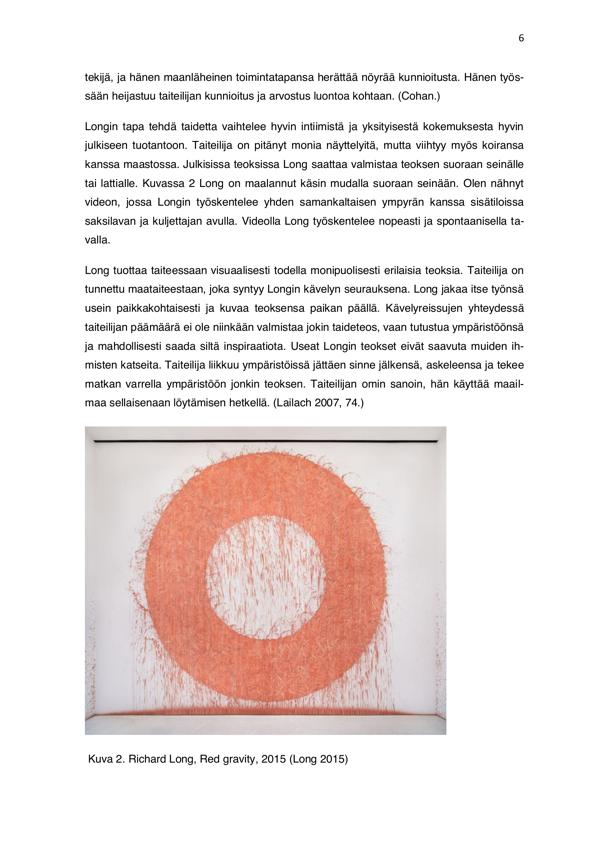 6
tekijä, ja hänen maanläheinen toimintatapansa herättää nöyrää kunnioitusta. Hänen työs-
sään heijastuu taiteilijan kunnioitus ja arvostus luontoa kohtaan. (Cohan.)
Longin tapa tehdä taidetta vaihtelee hyvin intiimistä ja yksityisestä kokemuksesta hyvin
julkiseen tuotantoon. Taiteilija on pitänyt monia näyttelyitä, mutta viihtyy myös koiransa
kanssa maastossa. Julkisissa teoksissa Long saattaa valmistaa teoksen suoraan seinälle
tai lattialle. Kuvassa 2 Long on maalannut käsin mudalla suoraan seinään. Olen nähnyt
videon, jossa Longin työskentelee yhden samankaltaisen ympyrän kanssa sisätiloissa
saksilavan ja kuljettajan avulla. Videolla Long työskentelee nopeasti ja spontaanisella ta-
valla.
Long tuottaa taiteessaan visuaalisesti todella monipuolisesti erilaisia teoksia. Taiteilija on
tunnettu maataiteestaan, joka syntyy Longin kävelyn seurauksena. Long jakaa itse työnsä
usein paikkakohtaisesti ja kuvaa teoksensa paikan päällä. Kävelyreissujen yhteydessä
taiteilijan päämäärä ei ole niinkään valmistaa jokin taideteos, vaan tutustua ympäristöönsä
ja mahdollisesti saada siltä inspiraatiota. Useat Longin teokset eivät saavuta muiden ih-
misten katseita. Taiteilija liikkuu ympäristöissä jättäen sinne jälkensä, askeleensa ja tekee
matkan varrella ympäristöön jonkin teoksen. Taiteilijan omin sanoin, hän käyttää maail-
maa sellaisenaan löytämisen hetkellä. (Lailach 2007, 74.)
Kuva 2. Richard Long, Red gravity, 2015 (Long 2015)